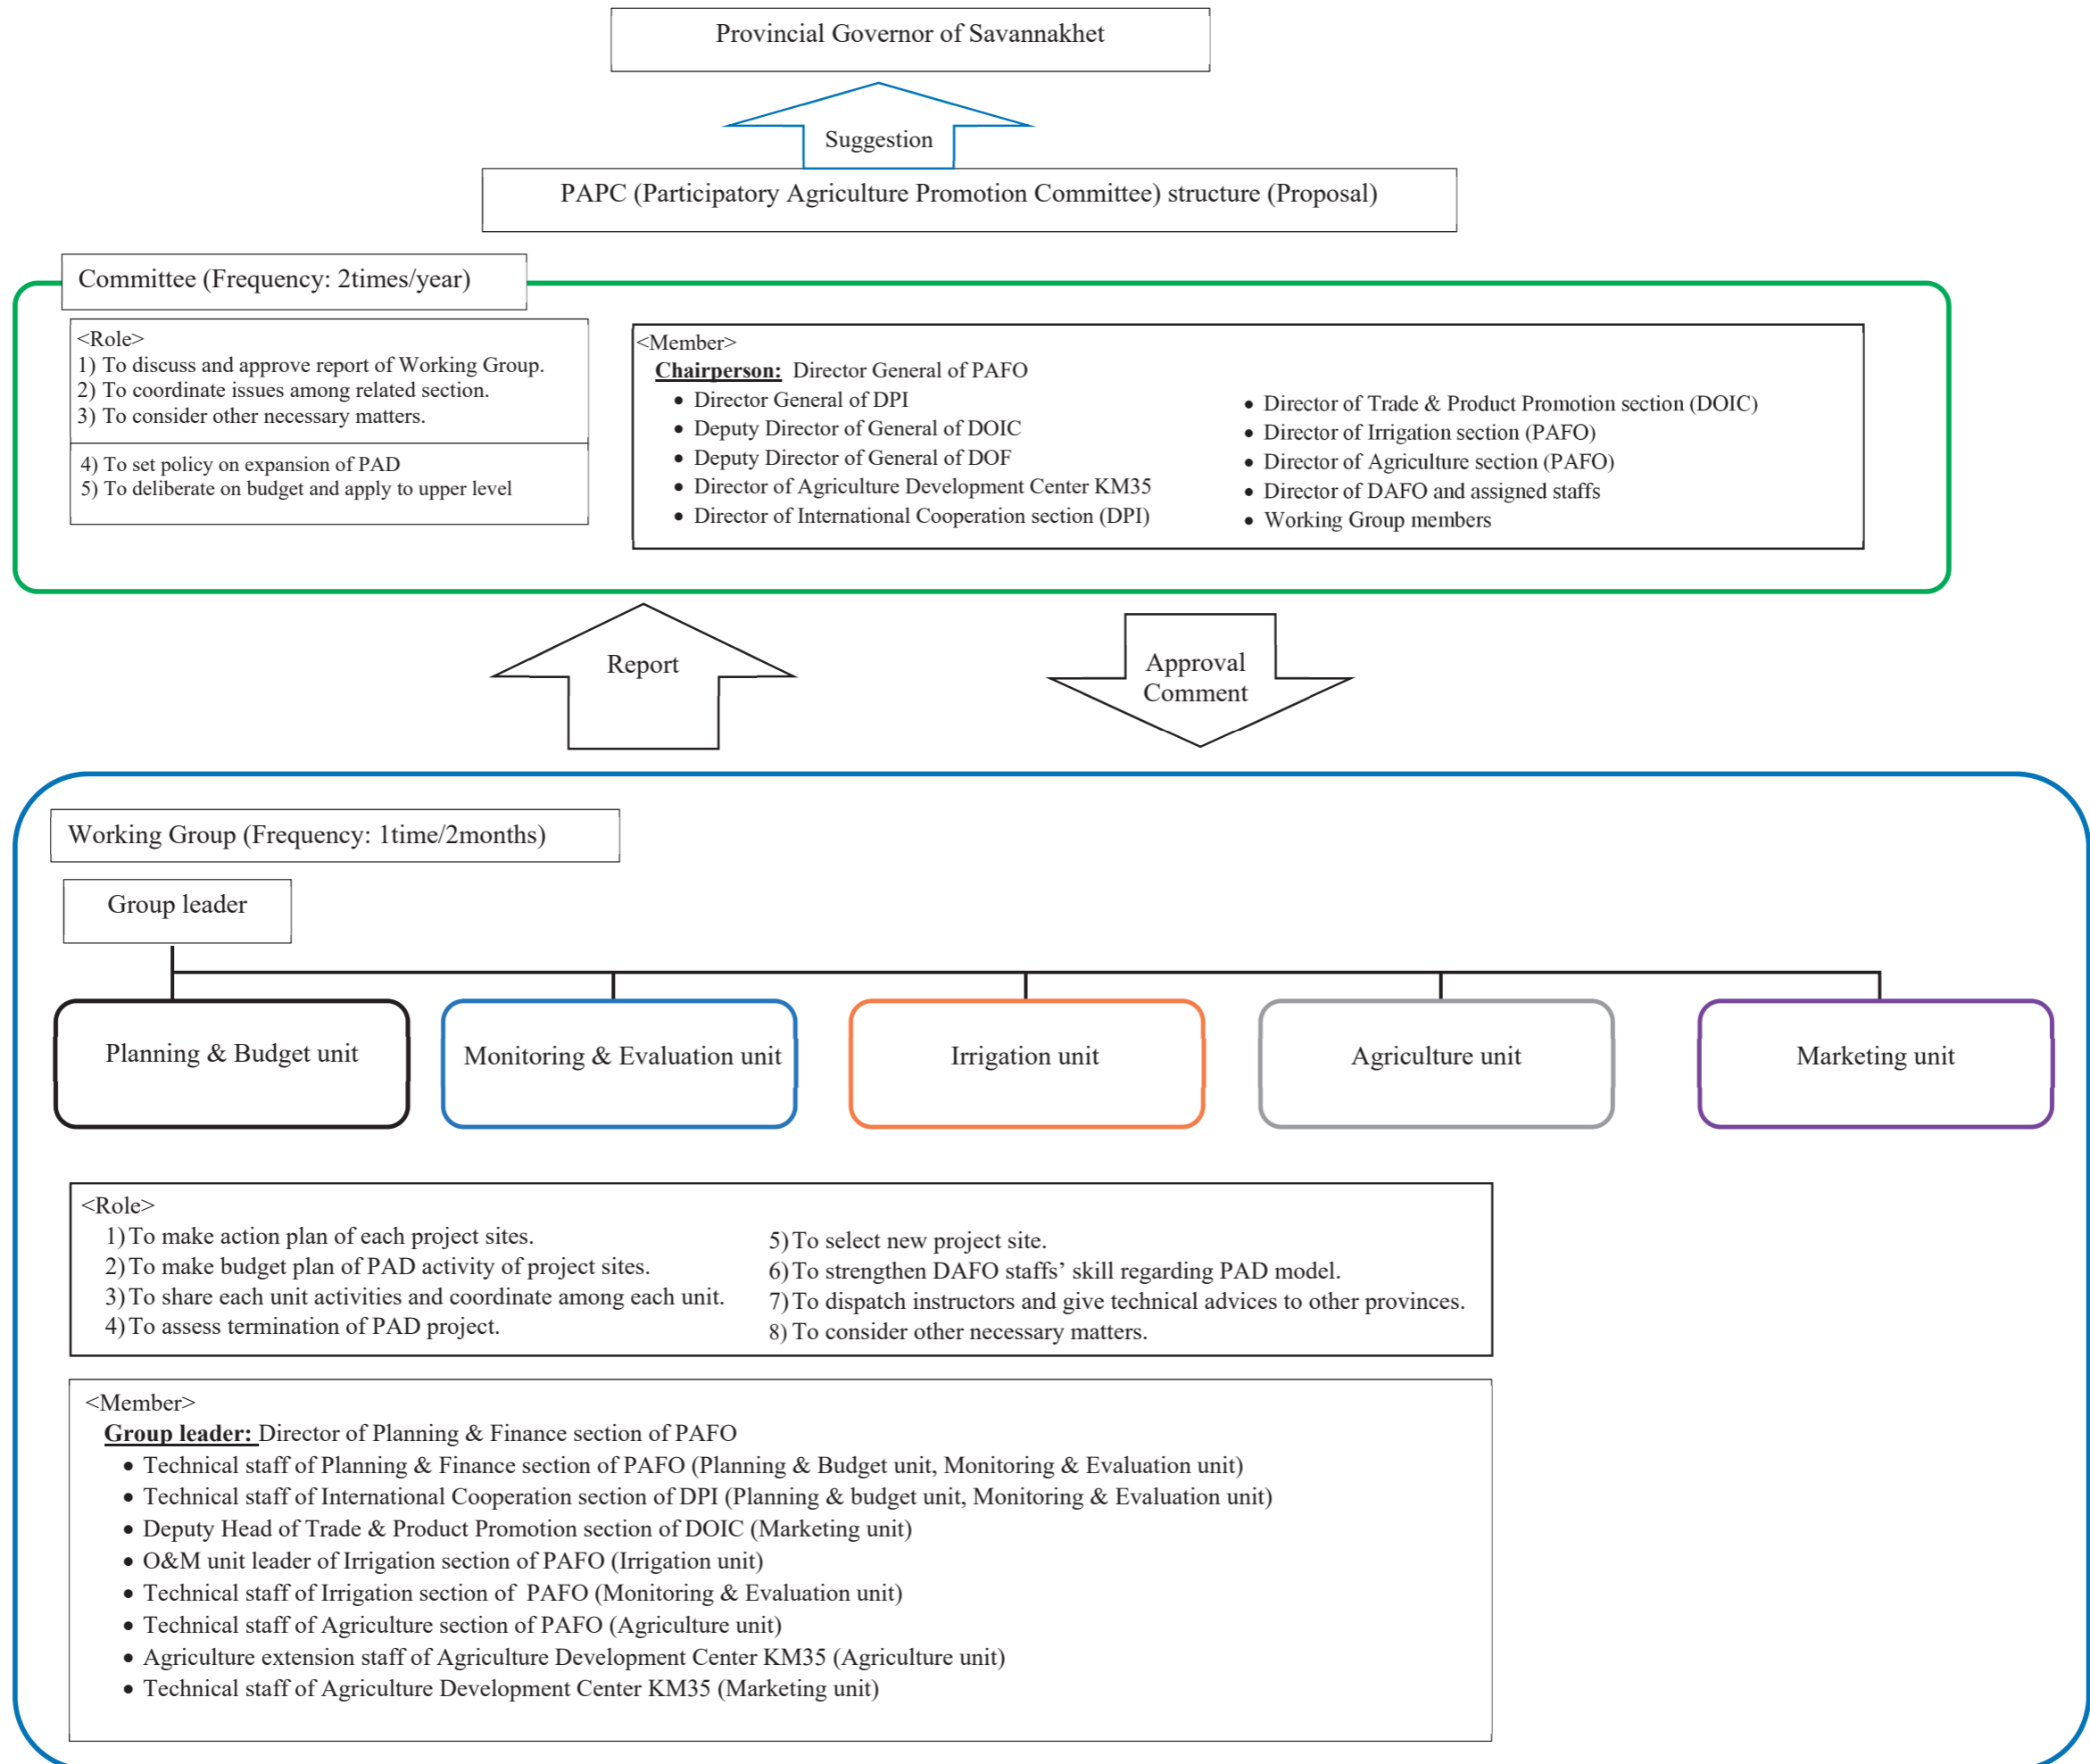 Provincial Governor of Savannakhet
Suggestion
PAPC (Participatory Agriculture Promotion Committee) structure (Proposal)
Committee (Frequency: 2times/year)
<Role>
1) To discuss and approve report of Working Group.
2) To coordinate issues among related section.
3) To consider other necessary matters.
4) To set policy on expansion of PAD
5) To deliberate on budget and apply to upper level
<Member>
Chairperson: Director General of PAFO
• Director General of DPI
• Deputy Director of General of DOIC
• Deputy Director of General of DOF
• Director of Agriculture Development Center KM35
• Director of International Cooperation section (DPI)
• Director of Trade & Product Promotion section (DOIC)
• Director of Irrigation section (PAFO)
• Director of Agriculture section (PAFO)
• Director of DAFO and assigned staffs
• Working Group members
Report
Approval
Comment
Working Group (Frequency: 1time/2months)
Group leader
Planning & Budget unit
Monitoring & Evaluation unit
Irrigation unit
Agriculture unit
Marketing unit
<Role>
1) To make action plan of each project sites.
2) To make budget plan of PAD activity of project sites.
3) To share each unit activities and coordinate among each unit.
4) To assess termination of PAD project.
5) To select new project site.
6) To strengthen DAFO staffs’ skill regarding PAD model.
7) To dispatch instructors and give technical advices to other provinces.
8) To consider other necessary matters.
<Member>
Group leader: Director of Planning & Finance section of PAFO
• Technical staff of Planning & Finance section of PAFO (Planning & Budget unit, Monitoring & Evaluation unit)
• Technical staff of International Cooperation section of DPI (Planning & budget unit, Monitoring & Evaluation unit)
• Deputy Head of Trade & Product Promotion section of DOIC (Marketing unit)
• O&M unit leader of Irrigation section of PAFO (Irrigation unit)
• Technical staff of Irrigation section of PAFO (Monitoring & Evaluation unit)
• Technical staff of Agriculture section of PAFO (Agriculture unit)
• Agriculture extension staff of Agriculture Development Center KM35 (Agriculture unit)
• Technical staff of Agriculture Development Center KM35 (Marketing unit)